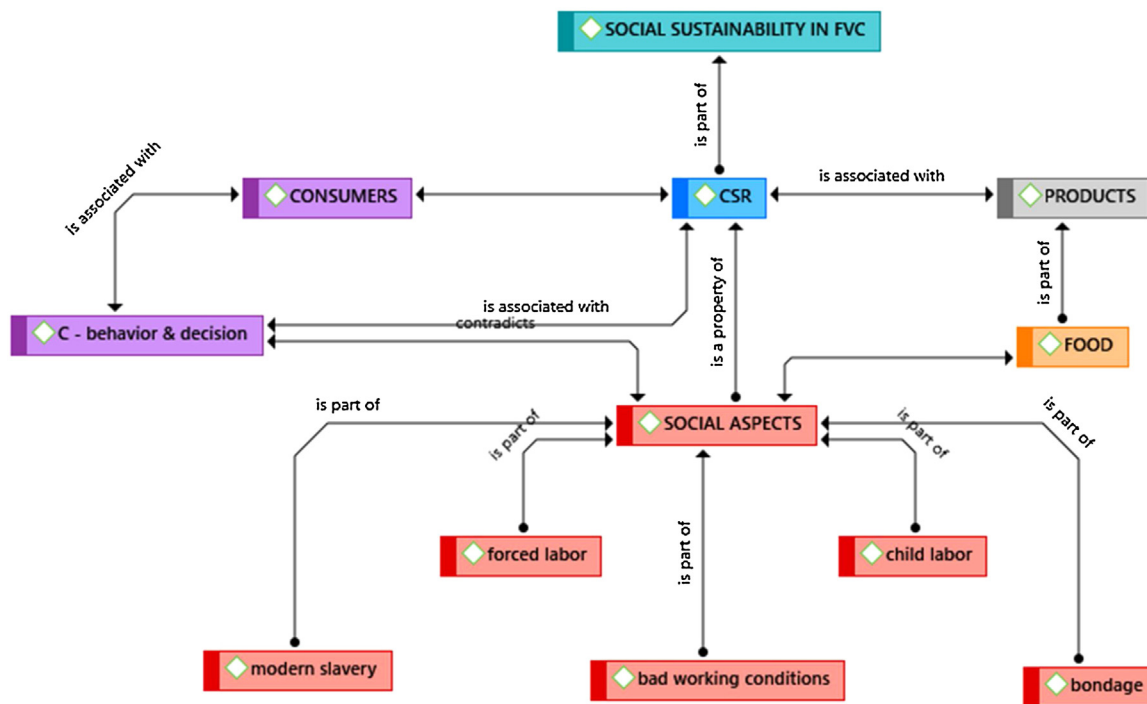 SOCIAL SUSTAINABILITY IN FVC
is part of
is associated with
CONSUMERS
CSR
is associated with
PRODUCTS
is part of
is a property of
is associated with
contradicts
C - behavior & decision
FOOD
is part of
is part of
SOCIAL ASPECTS
is part of
is part of
forced labor
is part of
child labor
modern slavery
bad working conditions
bondage